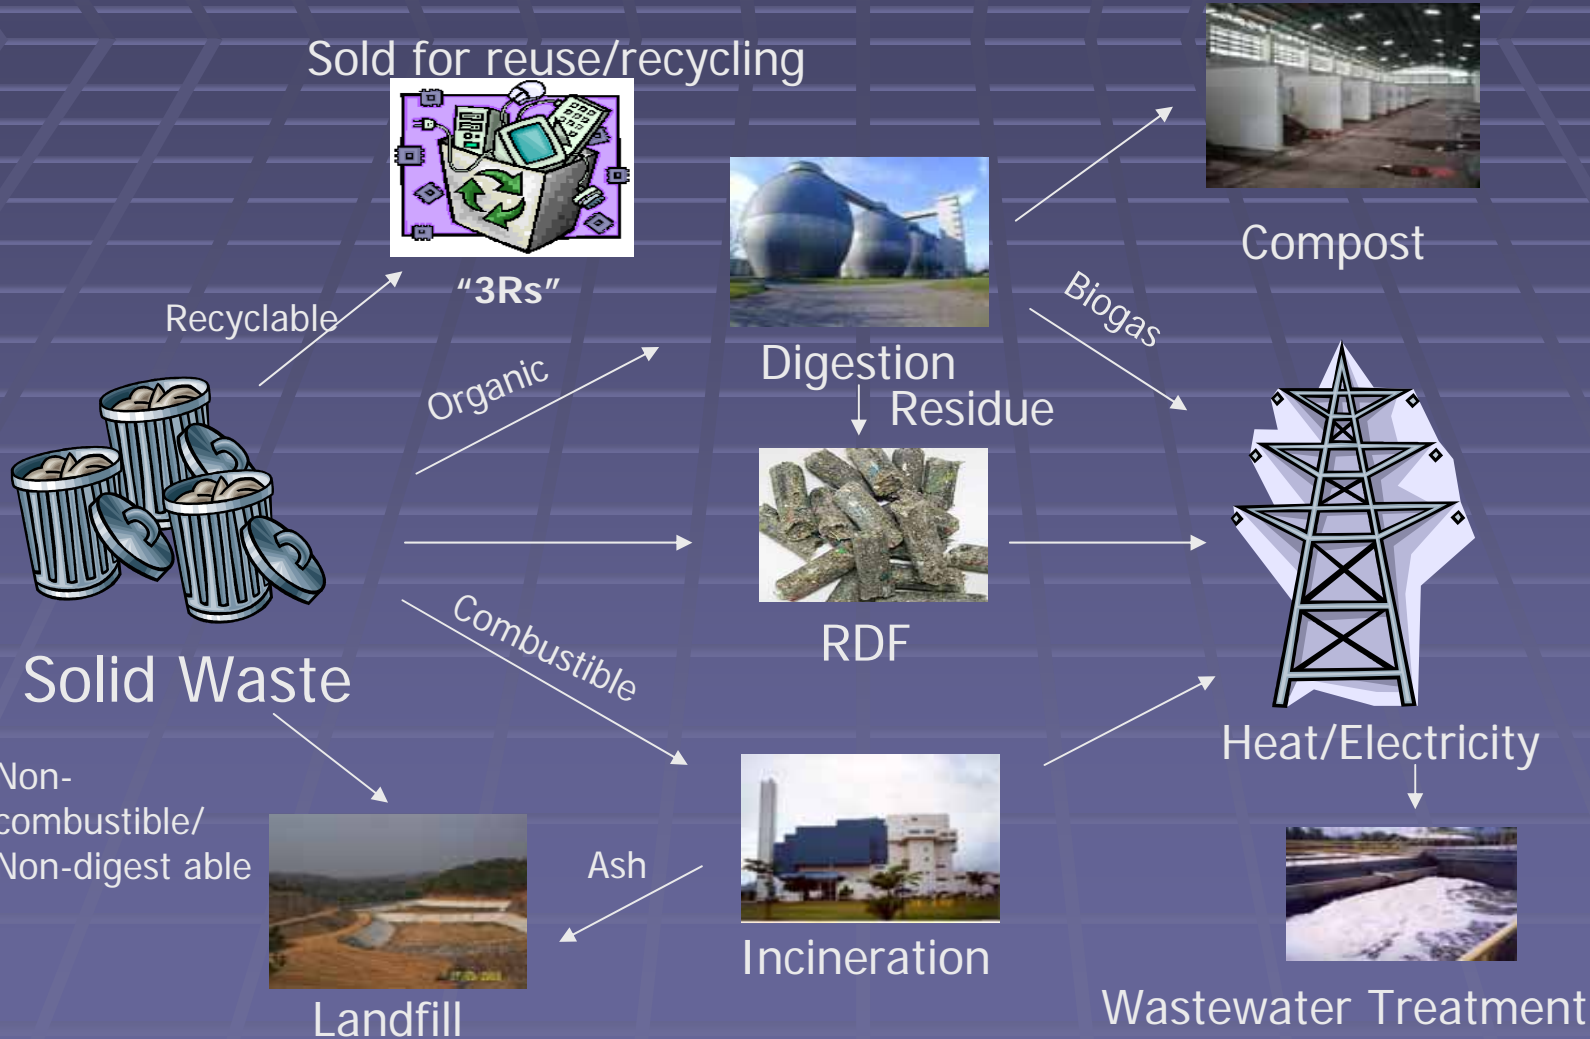 Sold for reuse/recycling
"3Rs"
Recyclable
Organic
Digestion
Residue
Biogas
Compost
RDF
Combustible
Solid Waste
Heat/Electricity
Non-
combustible/
Non-digest able
Ash
Incineration
Landfill
Wastewater Treatment